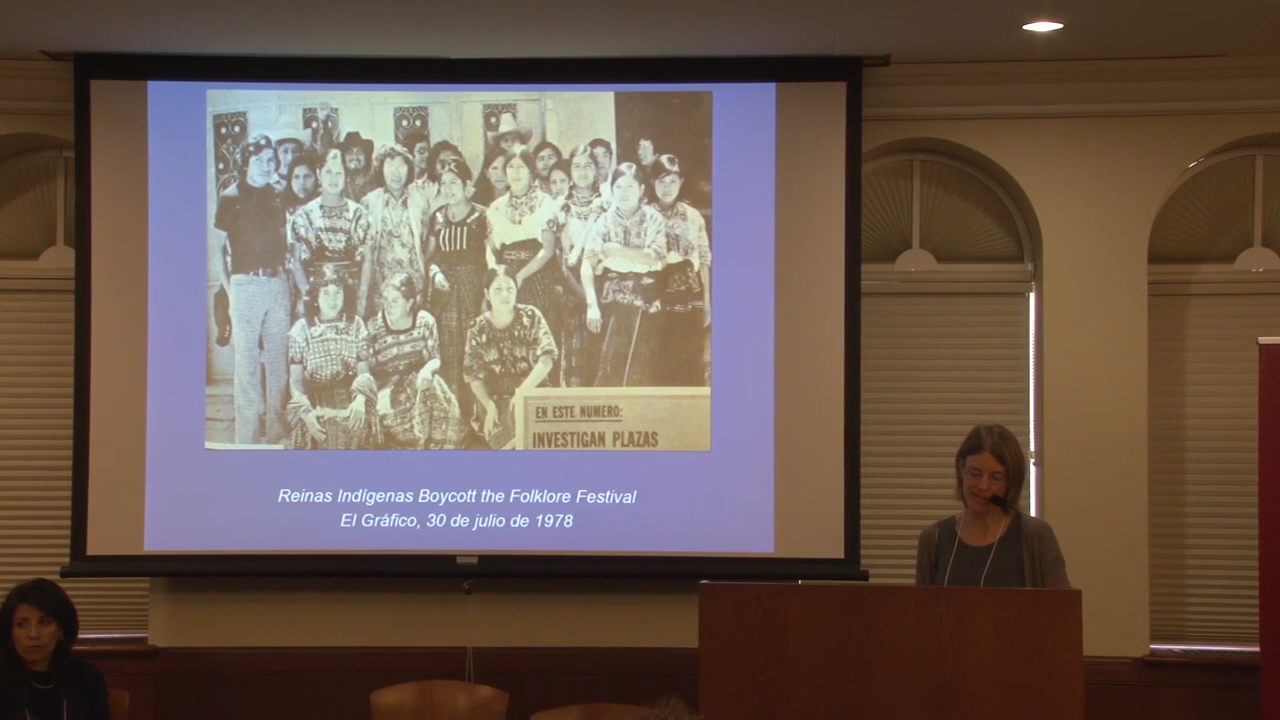 EN ESTE NUMERO:
INVESTIGAN PLAZAS
Reinas Indígenas Boycott the Folklore Festival
El Gráfico, 30 de julio de 1978